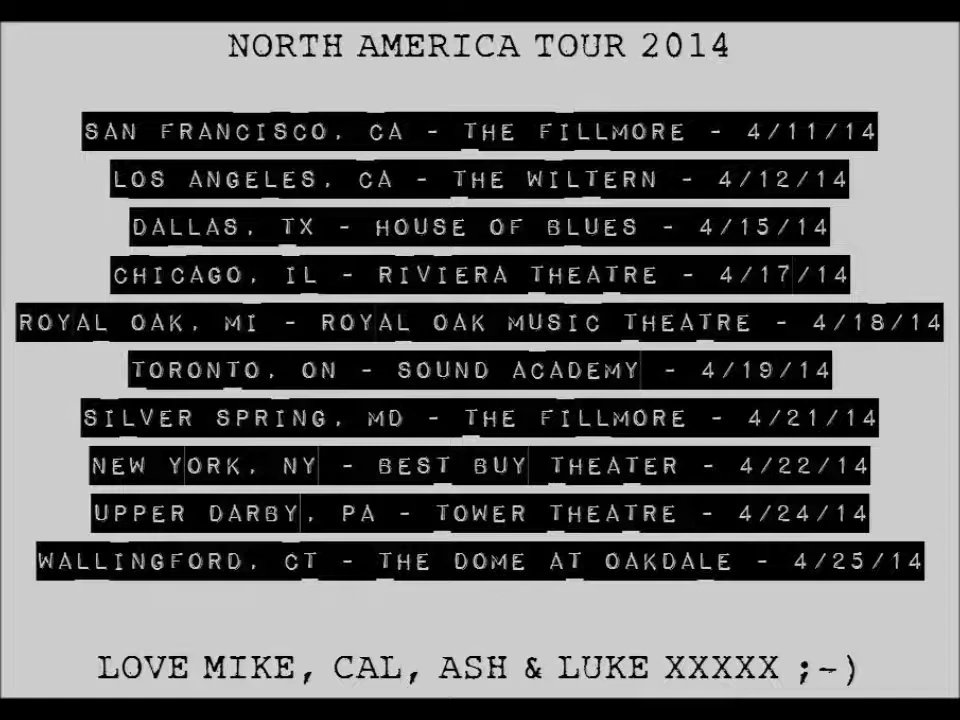 NORTH AMERICA TOUR 2014
SAN FRANCISCO, CA - THE FILLMORE - 4/11/14
LOS ANGELES, CA - THE WILTERN - 4/12/14
DALLAS, TX - HOUSE OF BLUES - 4/15/14
CHICAGO, IL - RIVIERA THEATRE - 4/17/14
ROYAL OAK, MI - ROYAL OAK MUSIC THEATRE - 4/18/14
TORONTO, ON - SOUND ACADEMY - 4/19/14
SILVER SPRING, MD - THE FILLMORE - 4/21/14
NEW YORK, NY - BEST BUY THEATER - 4/22/14
UPPER DARBY, PA - TOWER THEATRE - 4/24/14
WALLINGFORD, CT - THE DOME AT OAKDALE - 4/25/14
LOVE MIKE, CAL, ASH & LUKE XXXXX ;-)